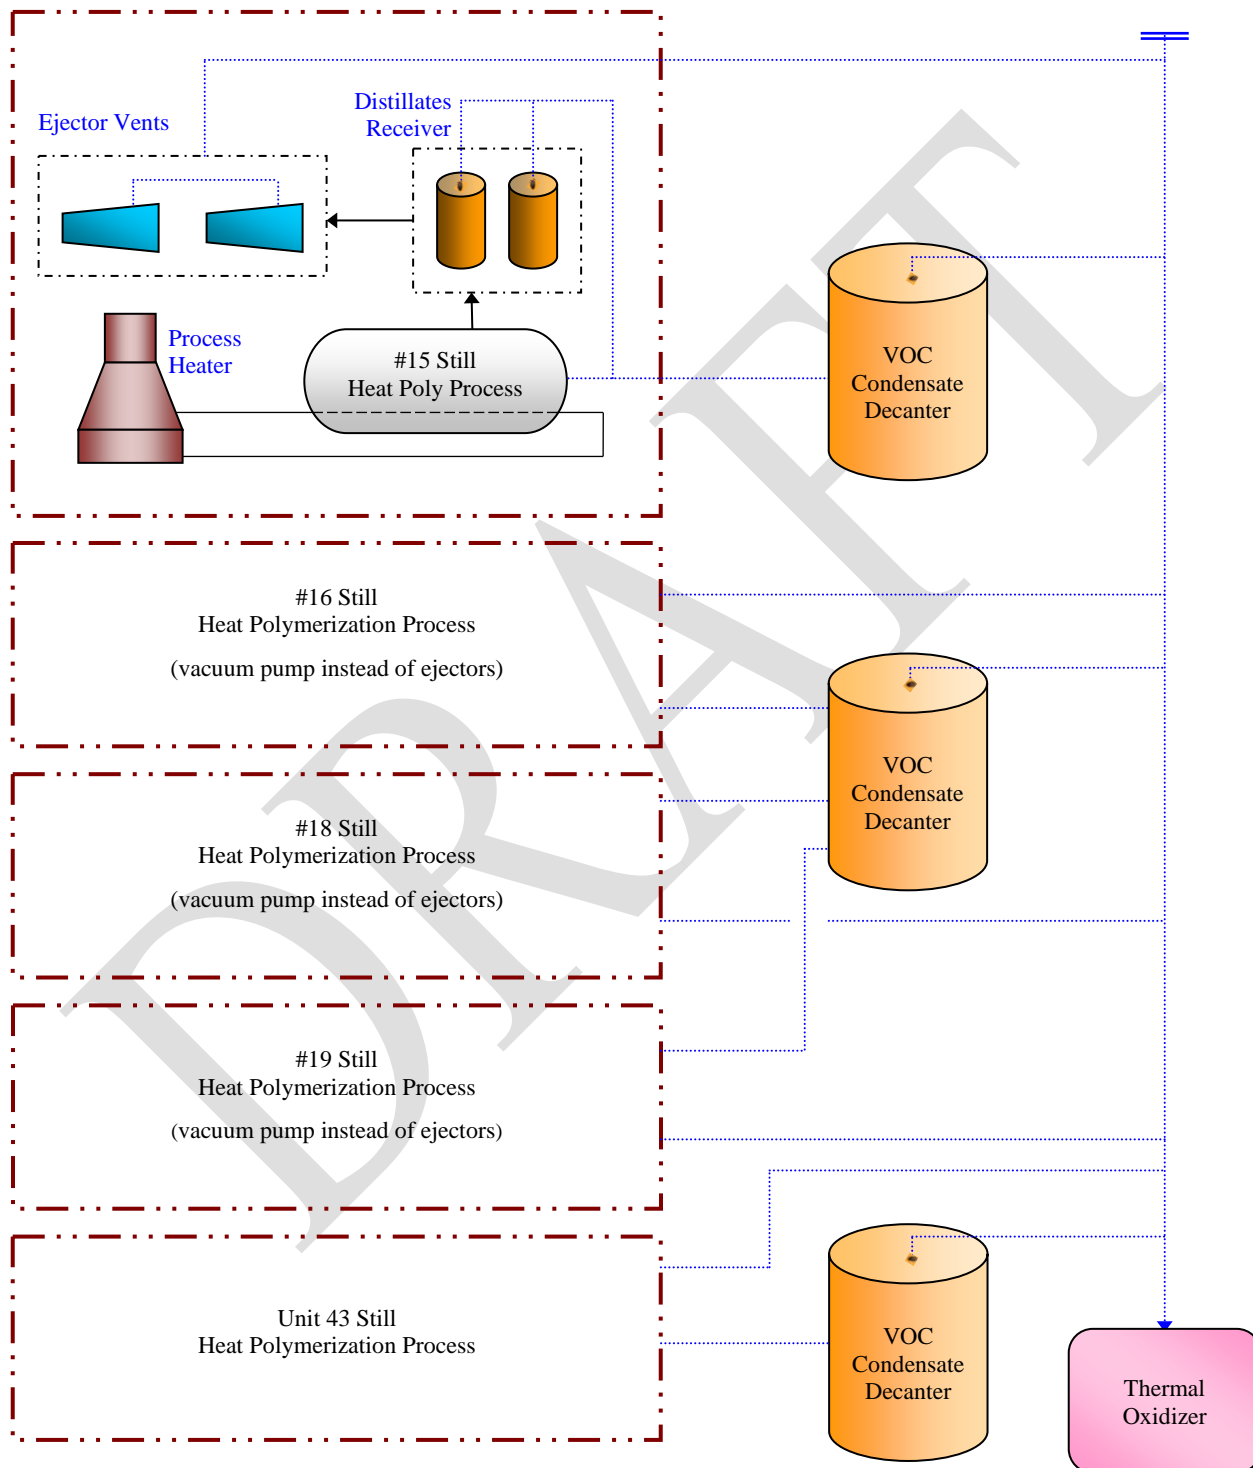 Ejector Vents
Distillates
Receiver
Process
Heater
#15 Still
Heat Poly Process
VOC
Condensate
Decanter
#16 Still
Heat Polymerization Process
(vacuum pump instead of ejectors)
VOC
Condensate
Decanter
#18 Still
Heat Polymerization Process
(vacuum pump instead of ejectors)
#19 Still
Heat Polymerization Process
(vacuum pump instead of ejectors)
Unit 43 Still
Heat Polymerization Process
VOC
Condensate
Decanter
Thermal
Oxidizer
DRAFT